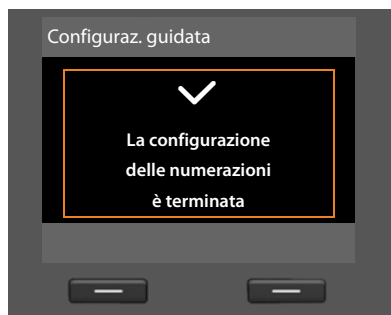 Configuraz. guidata
La configurazione
delle numerazioni
è terminata